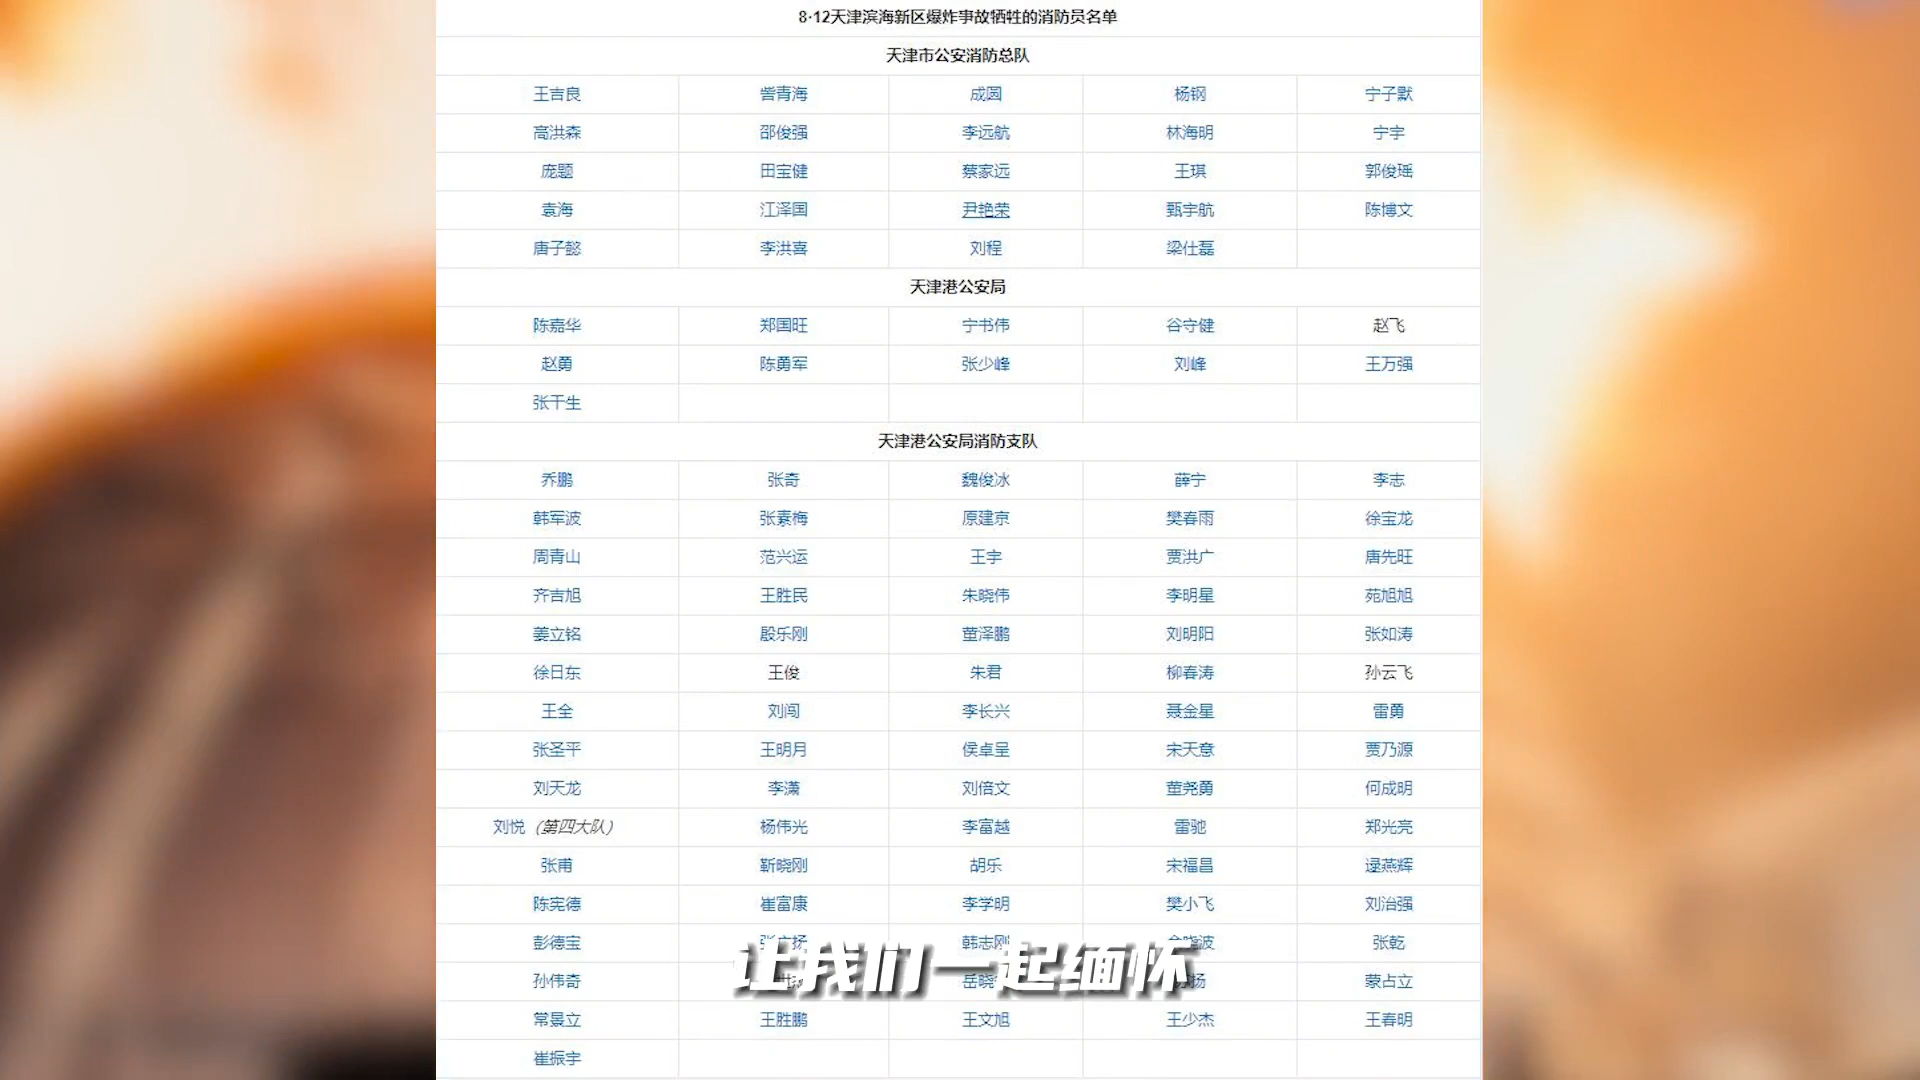 8·12天津滨海新区爆炸事故牺牲的消防员名单
天津市公安消防总队
王吉良 訾青海 成圆 杨钢 宁子默
高洪森 邵俊强 李远航 林海明 宁宇
庞题 田宝健 蔡家远 王琪 郭俊瑶
袁海 江泽国 尹艳荣 甄宇航 陈博文
唐子懿 李洪喜 刘程 梁仕磊
天津港公安局
陈嘉华 郑国旺 宁书伟 谷守健 赵飞
赵勇 陈勇军 张少峰 刘峰 王万强
张干生
天津港公安局消防支队
乔鹏 张奇 魏俊冰 薛宁 李志
韩军波 张素梅 原建京 樊春雨 徐宝龙
周青山 范兴运 王宇 贾洪广 唐先旺
齐吉旭 王胜民 朱晓伟 李明星 苑旭旭
姜立铭 殷乐刚 董泽鹏 刘明阳 张如涛
徐日东 王俊 朱君 柳春涛 孙云飞
王全 刘闯 李长兴 聂金星 雷勇
张圣平 王明月 侯卓呈 宋天意 贾乃源
刘天龙 李潇 刘倍文 董尧勇 何成明
刘悦（第四大队） 杨伟光 李富越 雷驰 郑光亮
张甫 靳晓刚 胡乐 宋福昌 逯燕辉
陈宪德 崔富康 李学明 樊小飞 刘治强
彭德宝 韩志刚 张乾
让我们一起缅怀
孙伟奇 蒙占立
常景立 王胜鹏 王文旭 王少杰 王春明
崔振宇